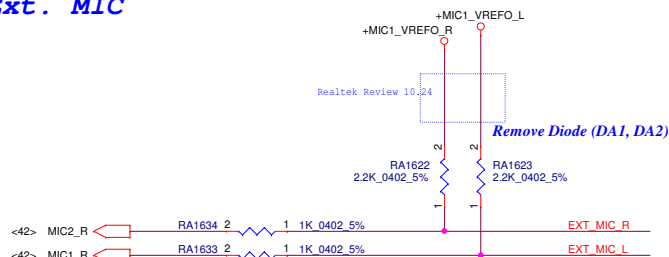 Ext. MIC
+MIC1_VREFO_L
+MIC1_VREFO_R
Realtek Review 10.24
Remove Diode (DA1, DA2)
2 2
RA1622 RA1623
2.2K_0402_5% 2.2K_0402_5%
1 1
<42> MIC2_R RA1634 2 1 1K_0402_5% EXT_MIC_R
<42> MIC1_R RA1633 2 1 1K_0402_5% EXT_MIC_L